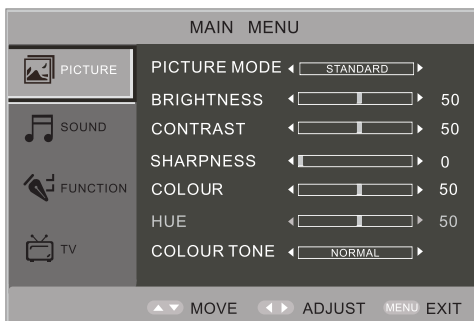 MAIN MENU
PICTURE
SOUND
FUNCTION
TV
PICTURE MODE STANDARD
BRIGHTNESS 50
CONTRAST 50
SHARPNESS 0
COLOUR 50
HUE 50
COLOUR TONE NORMAL
MOVE ADJUST MENU EXIT